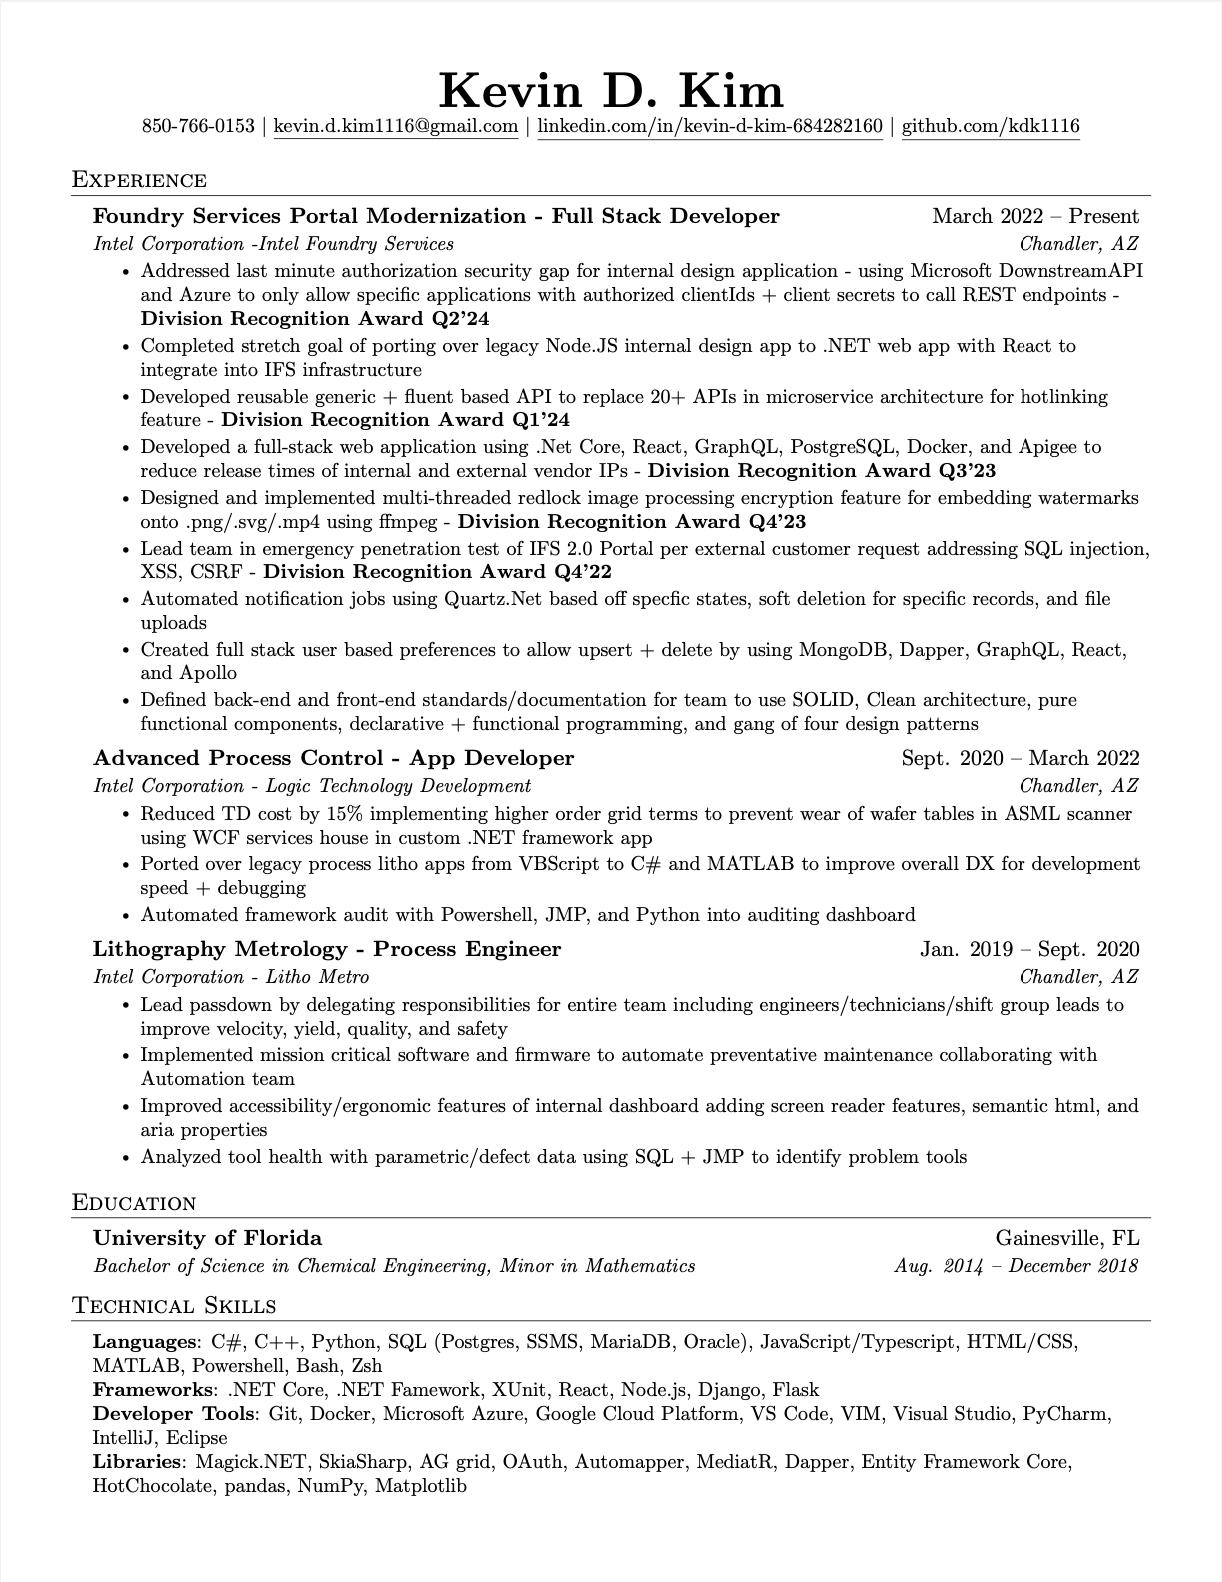 Kevin D. Kim
850-766-0153 | kevin.d.kim1116@gmail.com | linkedin.com/in/kevin-d-kim-684282160 | github.com/kdk1116
Experience
Foundry Services Portal Modernization - Full Stack Developer March 2022 – Present
Intel Corporation -Intel Foundry Services Chandler, AZ
• Addressed last minute authorization security gap for internal design application - using Microsoft DownstreamAPI
and Azure to only allow specific applications with authorized clientIds + client secrets to call REST endpoints -
Division Recognition Award Q2’24
• Completed stretch goal of porting over legacy Node.JS internal design app to .NET web app with React to
integrate into IFS infrastructure
• Developed reusable generic + fluent based API to replace 20+ APIs in microservice architecture for hotlinking
feature - Division Recognition Award Q1’24
• Developed a full-stack web application using .Net Core, React, GraphQL, PostgreSQL, Docker, and Apigee to
reduce release times of internal and external vendor IPs - Division Recognition Award Q3’23
• Designed and implemented multi-threaded redlock image processing encryption feature for embedding watermarks
onto .png/.svg/.mp4 using ffmpeg - Division Recognition Award Q4’23
• Lead team in emergency penetration test of IFS 2.0 Portal per external customer request addressing SQL injection,
XSS, CSRF - Division Recognition Award Q4’22
• Automated notification jobs using Quartz.Net based off specfic states, soft deletion for specific records, and file
uploads
• Created full stack user based preferences to allow upsert + delete by using MongoDB, Dapper, GraphQL, React,
and Apollo
• Defined back-end and front-end standards/documentation for team to use SOLID, Clean architecture, pure
functional components, declarative + functional programming, and gang of four design patterns
Advanced Process Control - App Developer Sept. 2020 – March 2022
Intel Corporation - Logic Technology Development Chandler, AZ
• Reduced TD cost by 15% implementing higher order grid terms to prevent wear of wafer tables in ASML scanner
using WCF services house in custom .NET framework app
• Ported over legacy process litho apps from VBScript to C# and MATLAB to improve overall DX for development
speed + debugging
• Automated framework audit with Powershell, JMP, and Python into auditing dashboard
Lithography Metrology - Process Engineer Jan. 2019 – Sept. 2020
Intel Corporation - Litho Metro Chandler, AZ
• Lead passdown by delegating responsibilities for entire team including engineers/technicians/shift group leads to
improve velocity, yield, quality, and safety
• Implemented mission critical software and firmware to automate preventative maintenance collaborating with
Automation team
• Improved accessibility/ergonomic features of internal dashboard adding screen reader features, semantic html, and
aria properties
• Analyzed tool health with parametric/defect data using SQL + JMP to identify problem tools
Education
University of Florida Gainesville, FL
Bachelor of Science in Chemical Engineering, Minor in Mathematics Aug. 2014 – December 2018
Technical Skills
Languages: C#, C++, Python, SQL (Postgres, SSMS, MariaDB, Oracle), JavaScript/Typescript, HTML/CSS,
MATLAB, Powershell, Bash, Zsh
Frameworks: .NET Core, .NET Famework, XUnit, React, Node.js, Django, Flask
Developer Tools: Git, Docker, Microsoft Azure, Google Cloud Platform, VS Code, VIM, Visual Studio, PyCharm,
IntelliJ, Eclipse
Libraries: Magick.NET, SkiaSharp, AG grid, OAuth, Automapper, MediatR, Dapper, Entity Framework Core,
HotChocolate, pandas, NumPy, Matplotlib